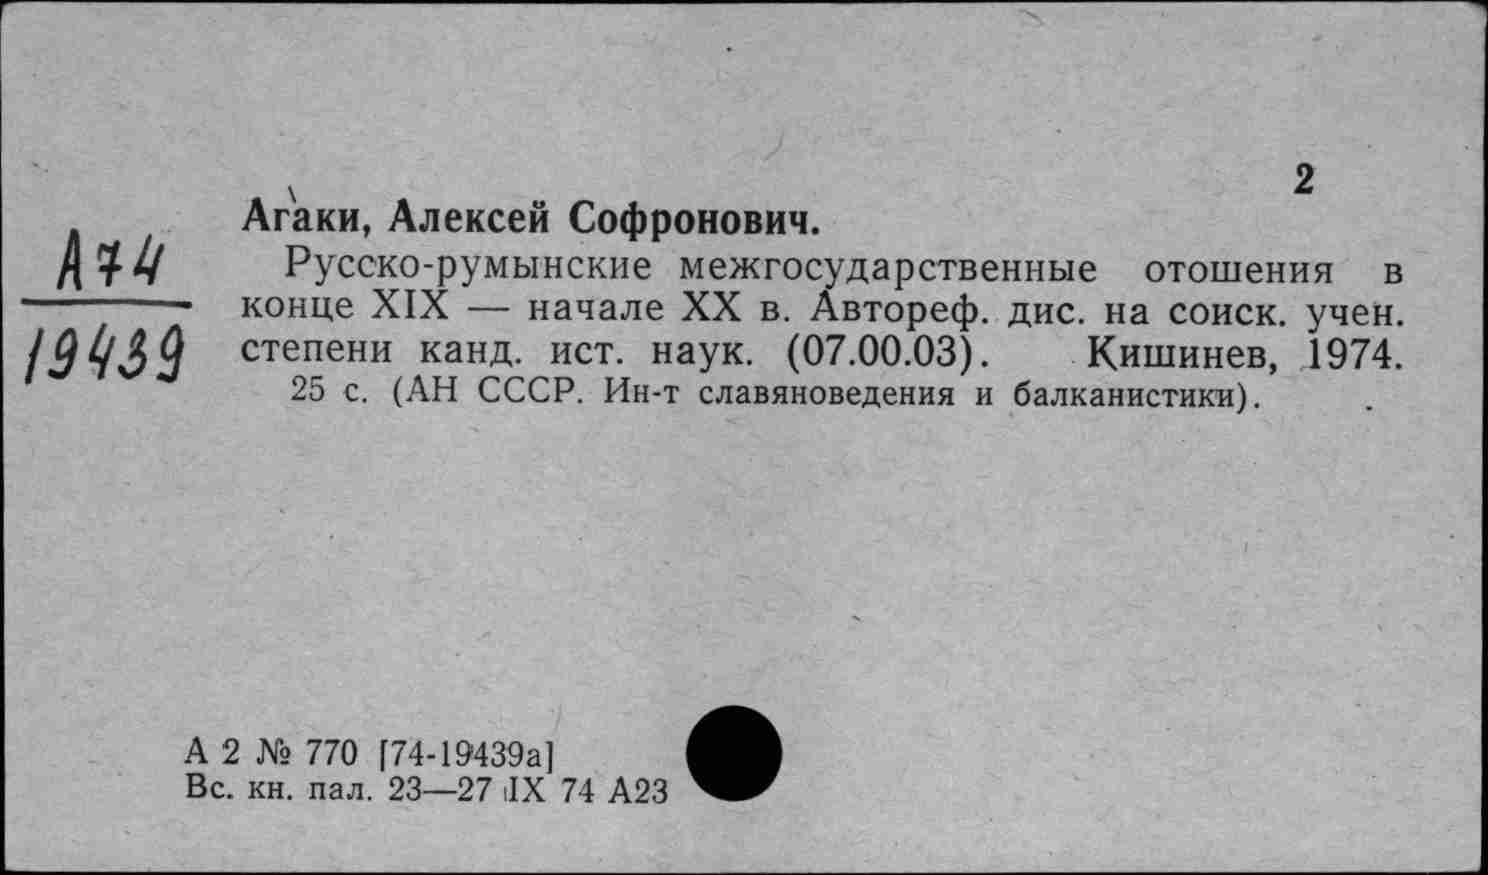 2
Агаки, Алексей Софронович.
А74
19439
Русско-румынские межгосударственные отошения в
конце XIX — начале XX в. Автореф. дис. на соиск. учен.
степени канд. ист. наук. (07.00.03). Кишинев, 1974.
25 с. (АН СССР. Ин-т славяноведения и балканистики).
А 2 № 770 [74-19439а]
Вс. кн. пал. 23—27 IX 74 А23